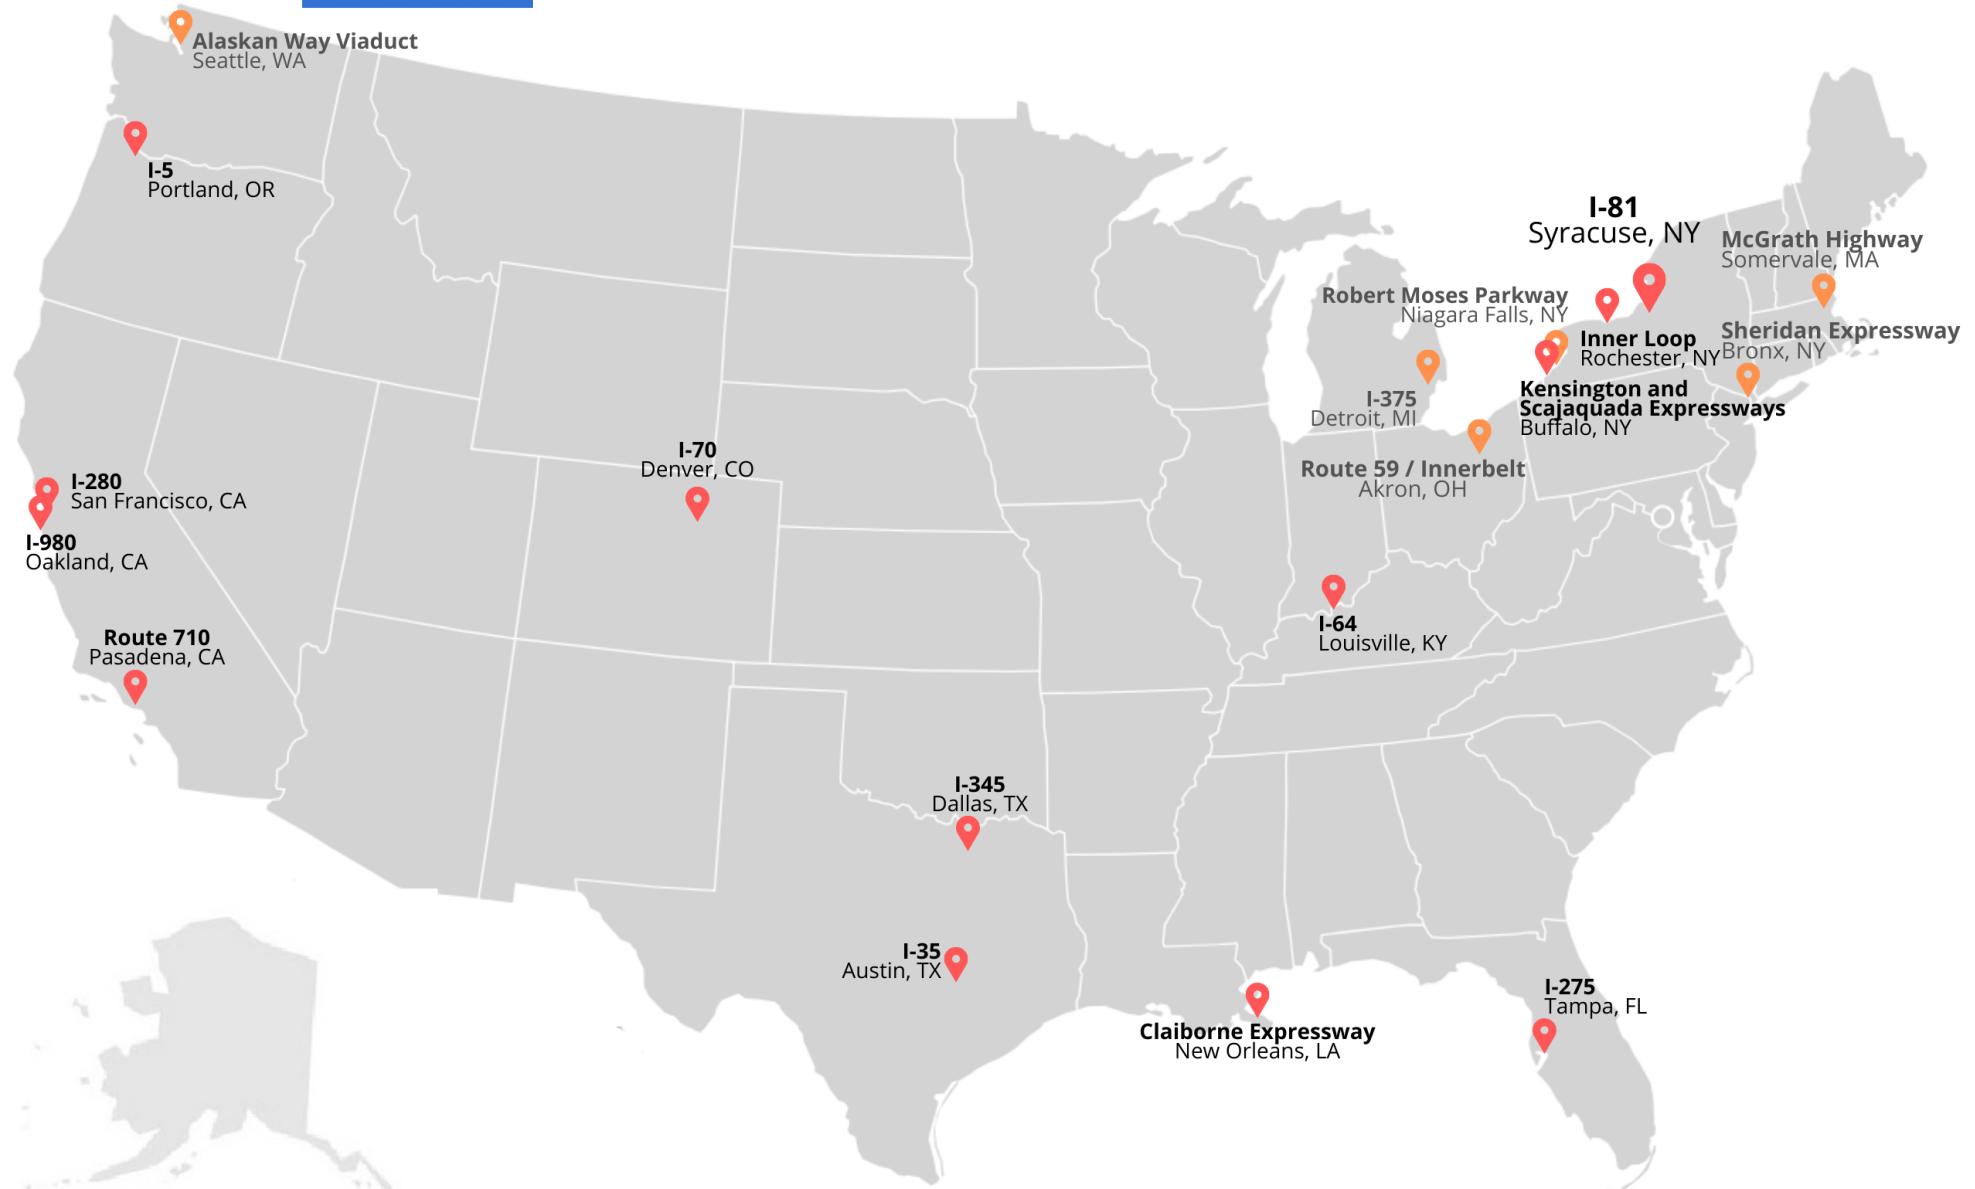 Alaskan Way Viaduct
Seattle, WA
I-5
Portland, OR
I-81
Syracuse, NY
McGrath Highway
Somervale, MA
Robert Moses Parkway
Niagara Falls, NY
Sheridan Expressway
Bronx, NY
Inner Loop
Rochester, NY
Kensington and
Scajaquada Expressways
Buffalo, NY
I-375
Detroit, MI
Route 59 / Innerbelt
Akron, OH
I-70
Denver, CO
I-280
San Francisco, CA
I-980
Oakland, CA
I-64
Louisville, KY
Route 710
Pasadena, CA
I-345
Dallas, TX
I-35
Austin, TX
I-275
Tampa, FL
Claiborne Expressway
New Orleans, LA